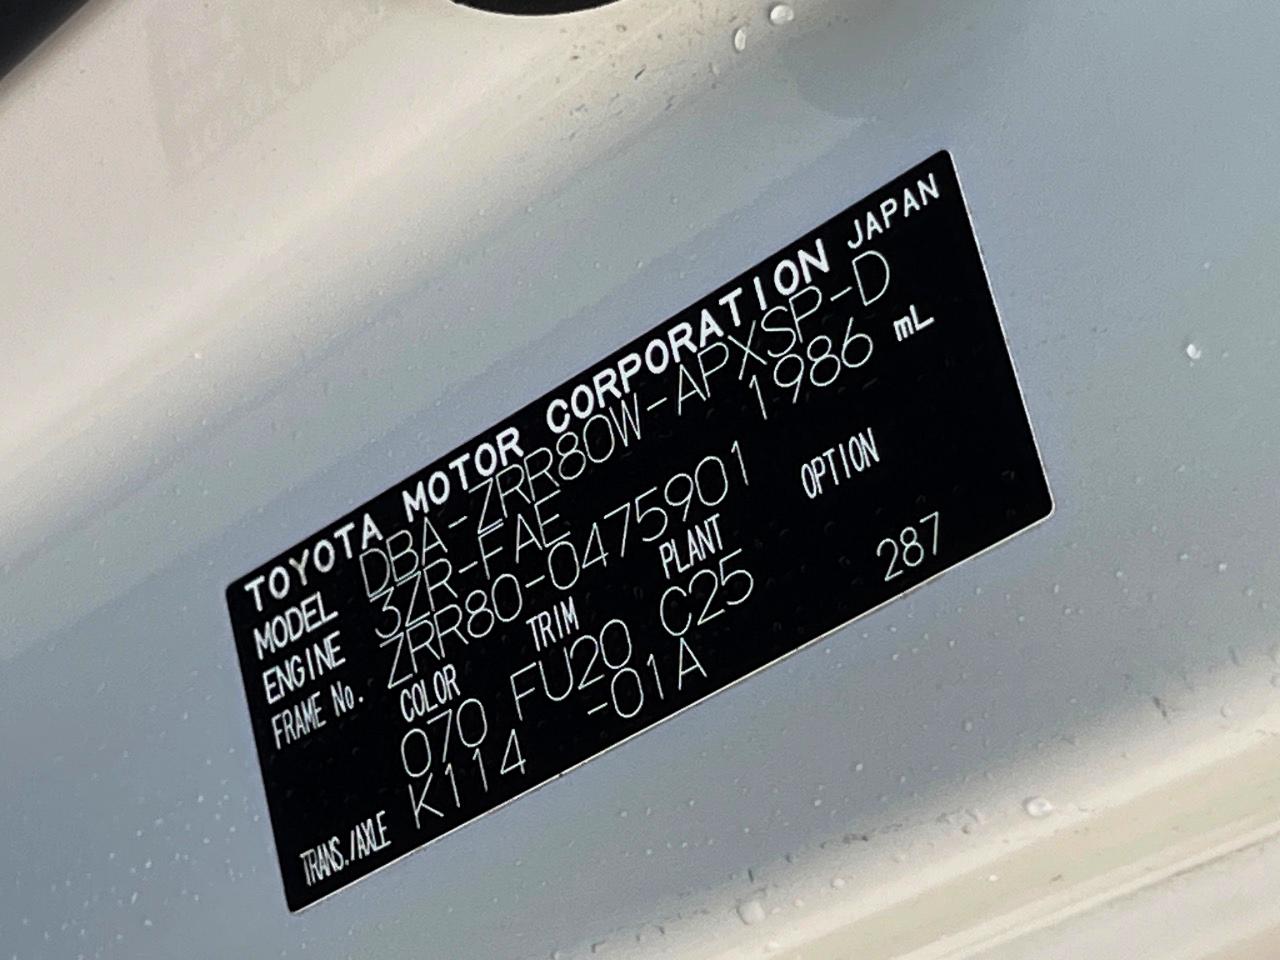 TOYOTA MOTOR CORPORATION JAPAN
MODEL DBA-ZRR80W-APXSP-D
ENGINE 3ZR-FAE 1986 mL
FRAME No. ZRR80-0475901
COLOR TRIM PLANT OPTION
070 FU20 C25 287
TRANS./AXLE K114 -01A